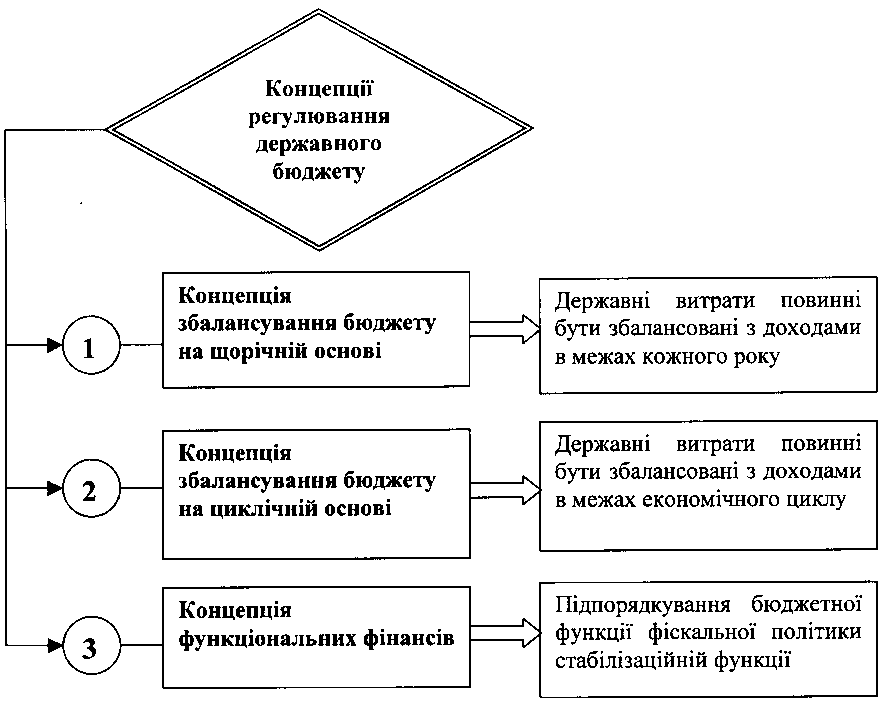 Концепції
регулювання
державного
бюджету
1
Концепція
збалансування бюджету
на щорічній основі
Державні витрати повинні
бути збалансовані з доходами
в межах кожного року
2
Концепція
збалансування бюджету
на циклічній основі
Державні витрати повинні
бути збалансовані з доходами
в межах економічного циклу
3
Концепція
функціональних фінансів
Підпорядкування бюджетної
функції фіскальної політики
стабілізаційній функції